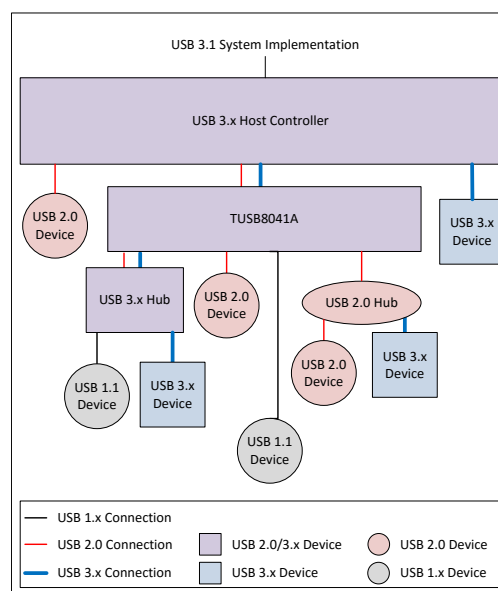 USB 3.1 System Implementation
USB 3.x Host Controller
USB 2.0
Device
TUSB8041A
USB 3.x
Device
USB 3.x Hub
USB 2.0
Device
USB 2.0 Hub
USB 1.1
Device
USB 3.x
Device
USB 2.0
Device
USB 3.x
Device
USB 1.1
Device
USB 1.x Connection
USB 2.0 Connection
USB 2.0/3.x Device
USB 2.0 Device
USB 3.x Connection
USB 3.x Device
USB 1.x Device